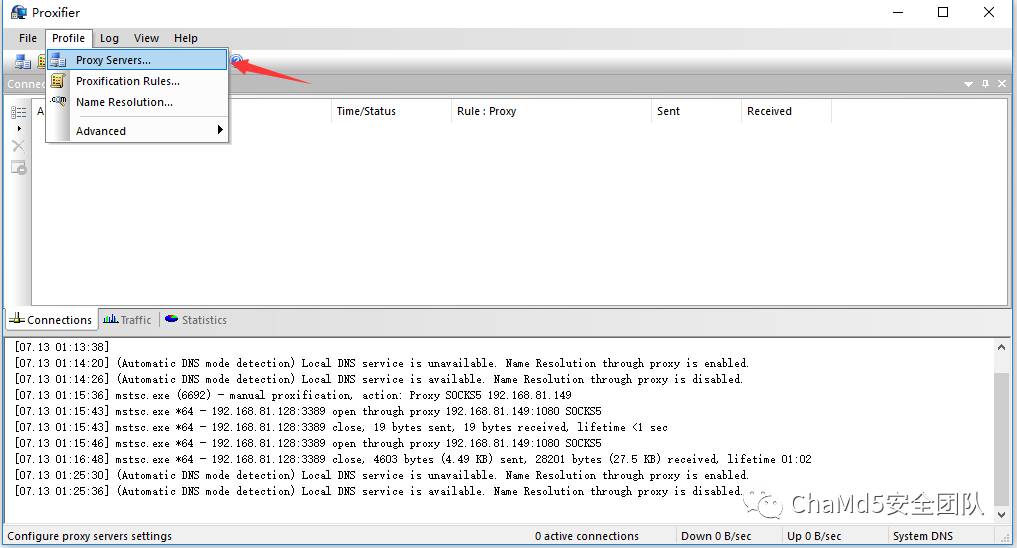 Proxifier
File Profile Log View Help
Proxy Servers...
Connec
Proxification Rules...
.com Name Resolution...
A Time/Status Rule : Proxy Sent Received
Advanced
Connections Traffic Statistics
[07.13 01:13:38]
[07.13 01:14:20] (Automatic DNS mode detection) Local DNS service is unavailable. Name Resolution through proxy is enabled.
[07.13 01:14:26] (Automatic DNS mode detection) Local DNS service is available. Name Resolution through proxy is disabled.
[07.13 01:15:36] mstsc.exe (6692) - manual proxification, action: Proxy SOCKS5 192.168.81.149
[07.13 01:15:43] mstsc.exe *64 - 192.168.81.128:3389 open through proxy 192.168.81.149:1080 SOCKS5
[07.13 01:15:43] mstsc.exe *64 - 192.168.81.128:3389 close, 19 bytes sent, 19 bytes received, lifetime <1 sec
[07.13 01:15:46] mstsc.exe *64 - 192.168.81.128:3389 open through proxy 192.168.81.149:1080 SOCKS5
[07.13 01:16:48] mstsc.exe *64 - 192.168.81.128:3389 close, 4603 bytes (4.49 KB) sent, 28201 bytes (27.5 KB) received, lifetime 01:02
[07.13 01:25:30] (Automatic DNS mode detection) Local DNS service is unavailable. Name Resolution through proxy is enabled.
[07.13 01:25:36] (Automatic DNS mode detection) Local DNS service is available. Name Resolution through proxy is disabled.
ChaMd5安全团队
Configure proxy servers settings 0 active connections Down 0 B/sec Up 0 B/sec System DNS